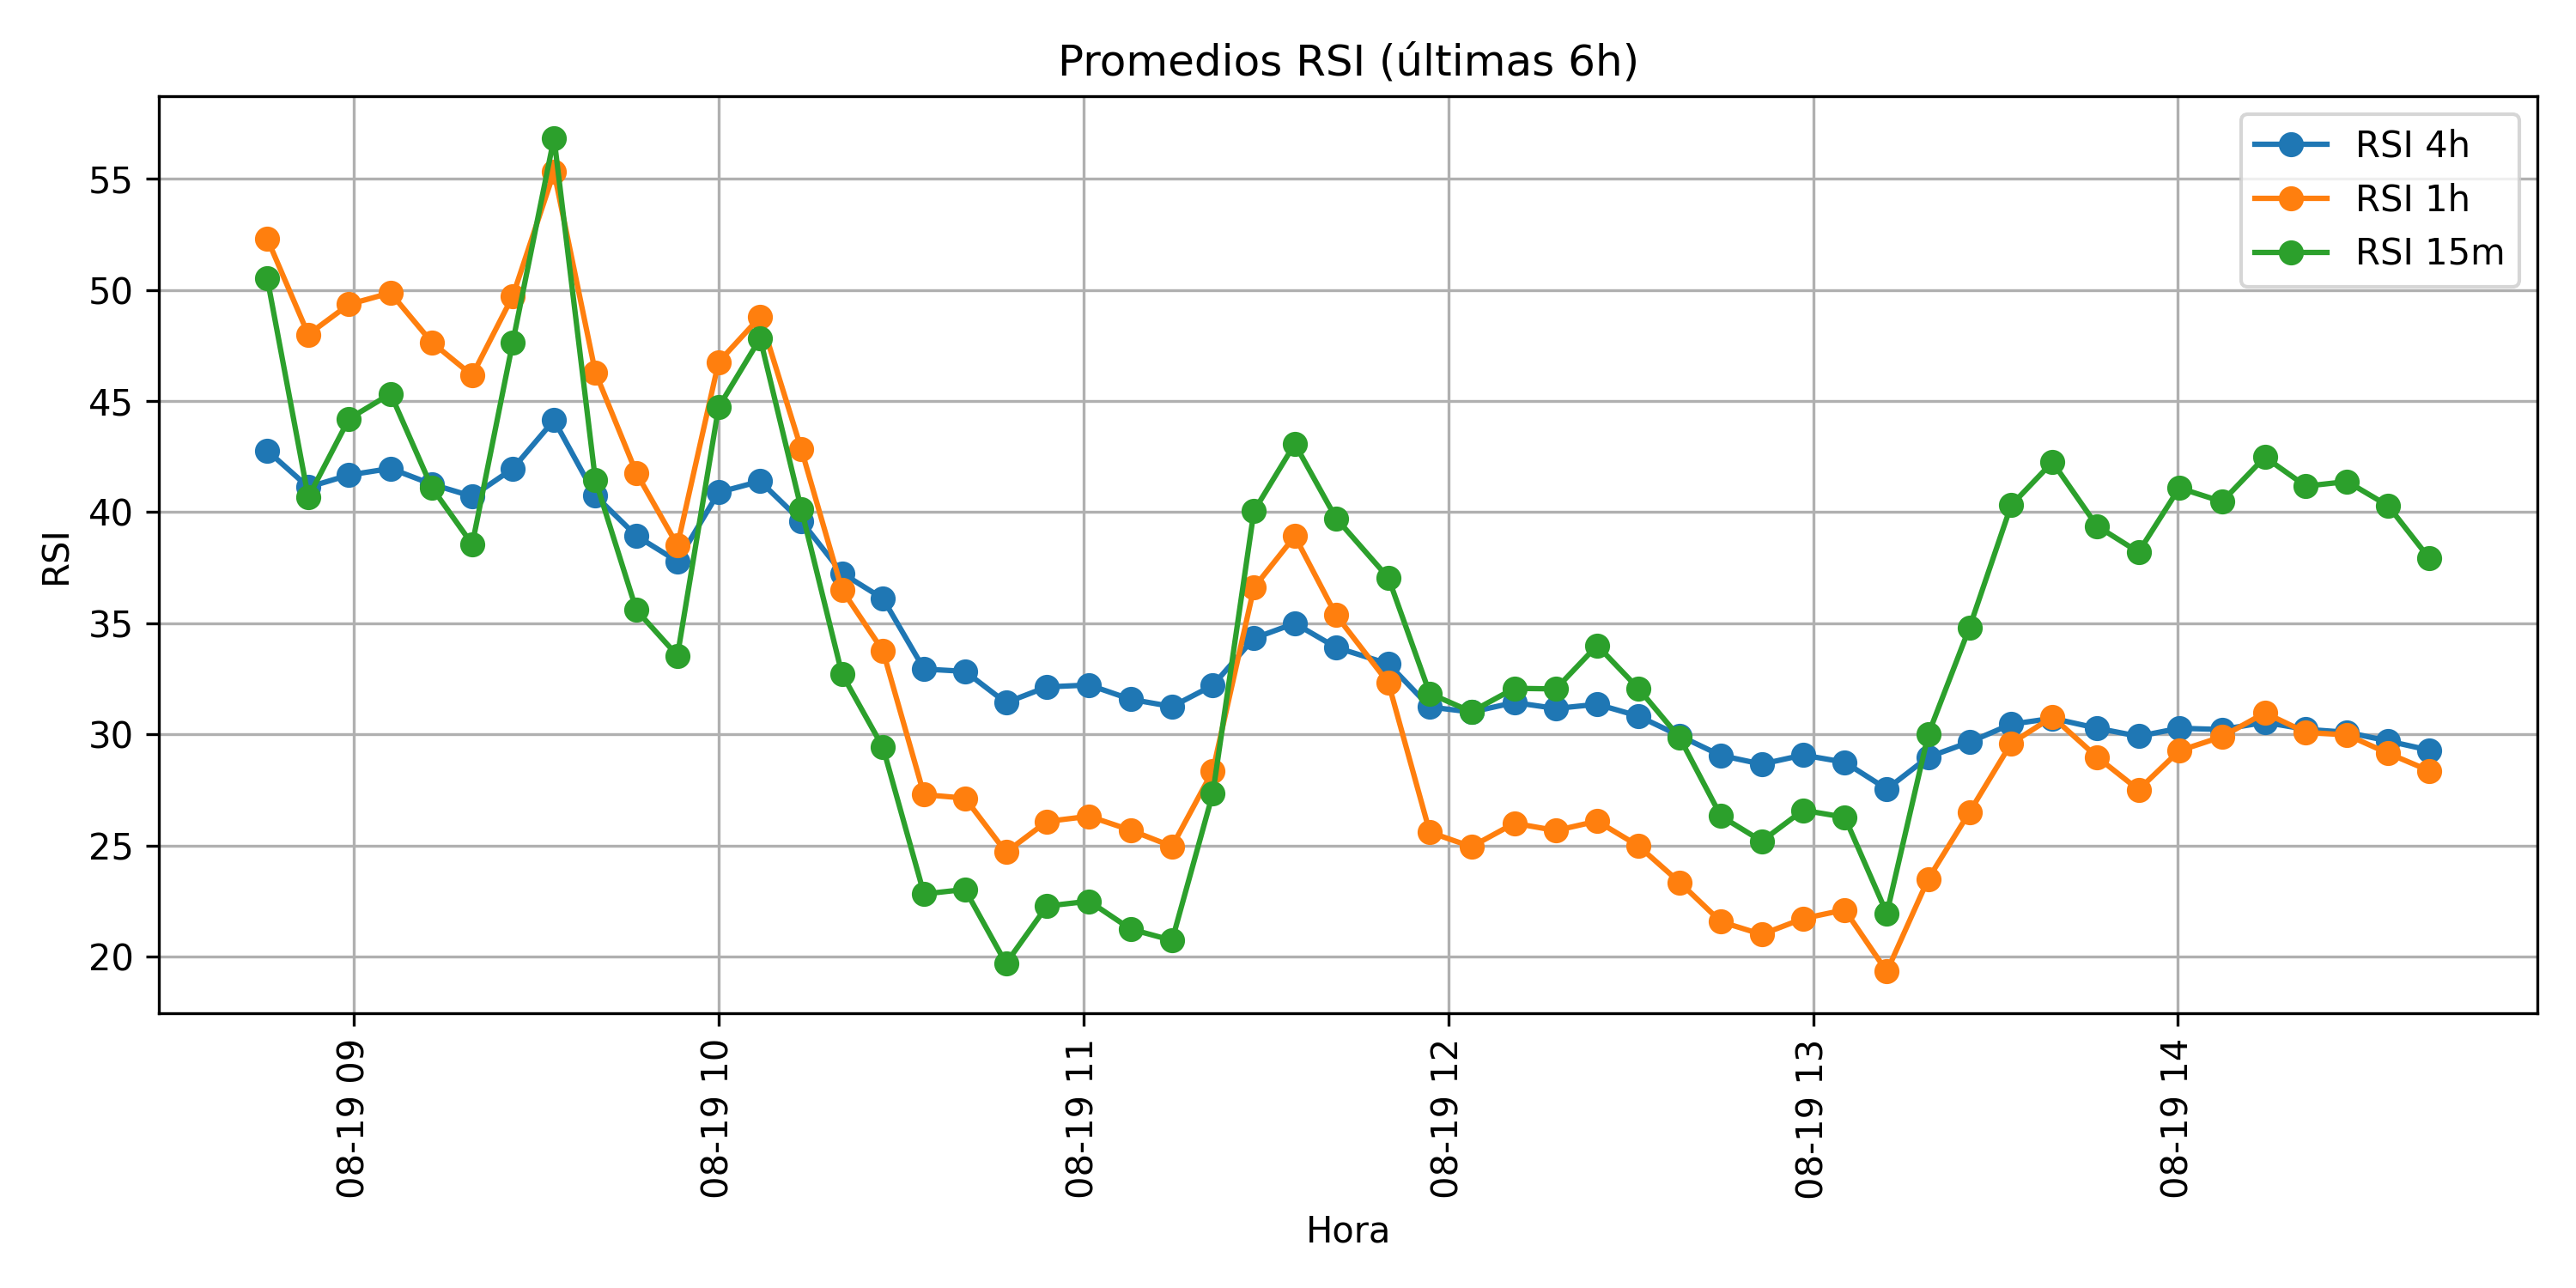 Promedios RSI (últimas 6h)
RSI 4h
RSI 1h
RSI 15m
RSI
55
50
45
40
35
30
25
20
08-19 09
08-19 10
08-19 11
08-19 12
08-19 13
08-19 14
Hora